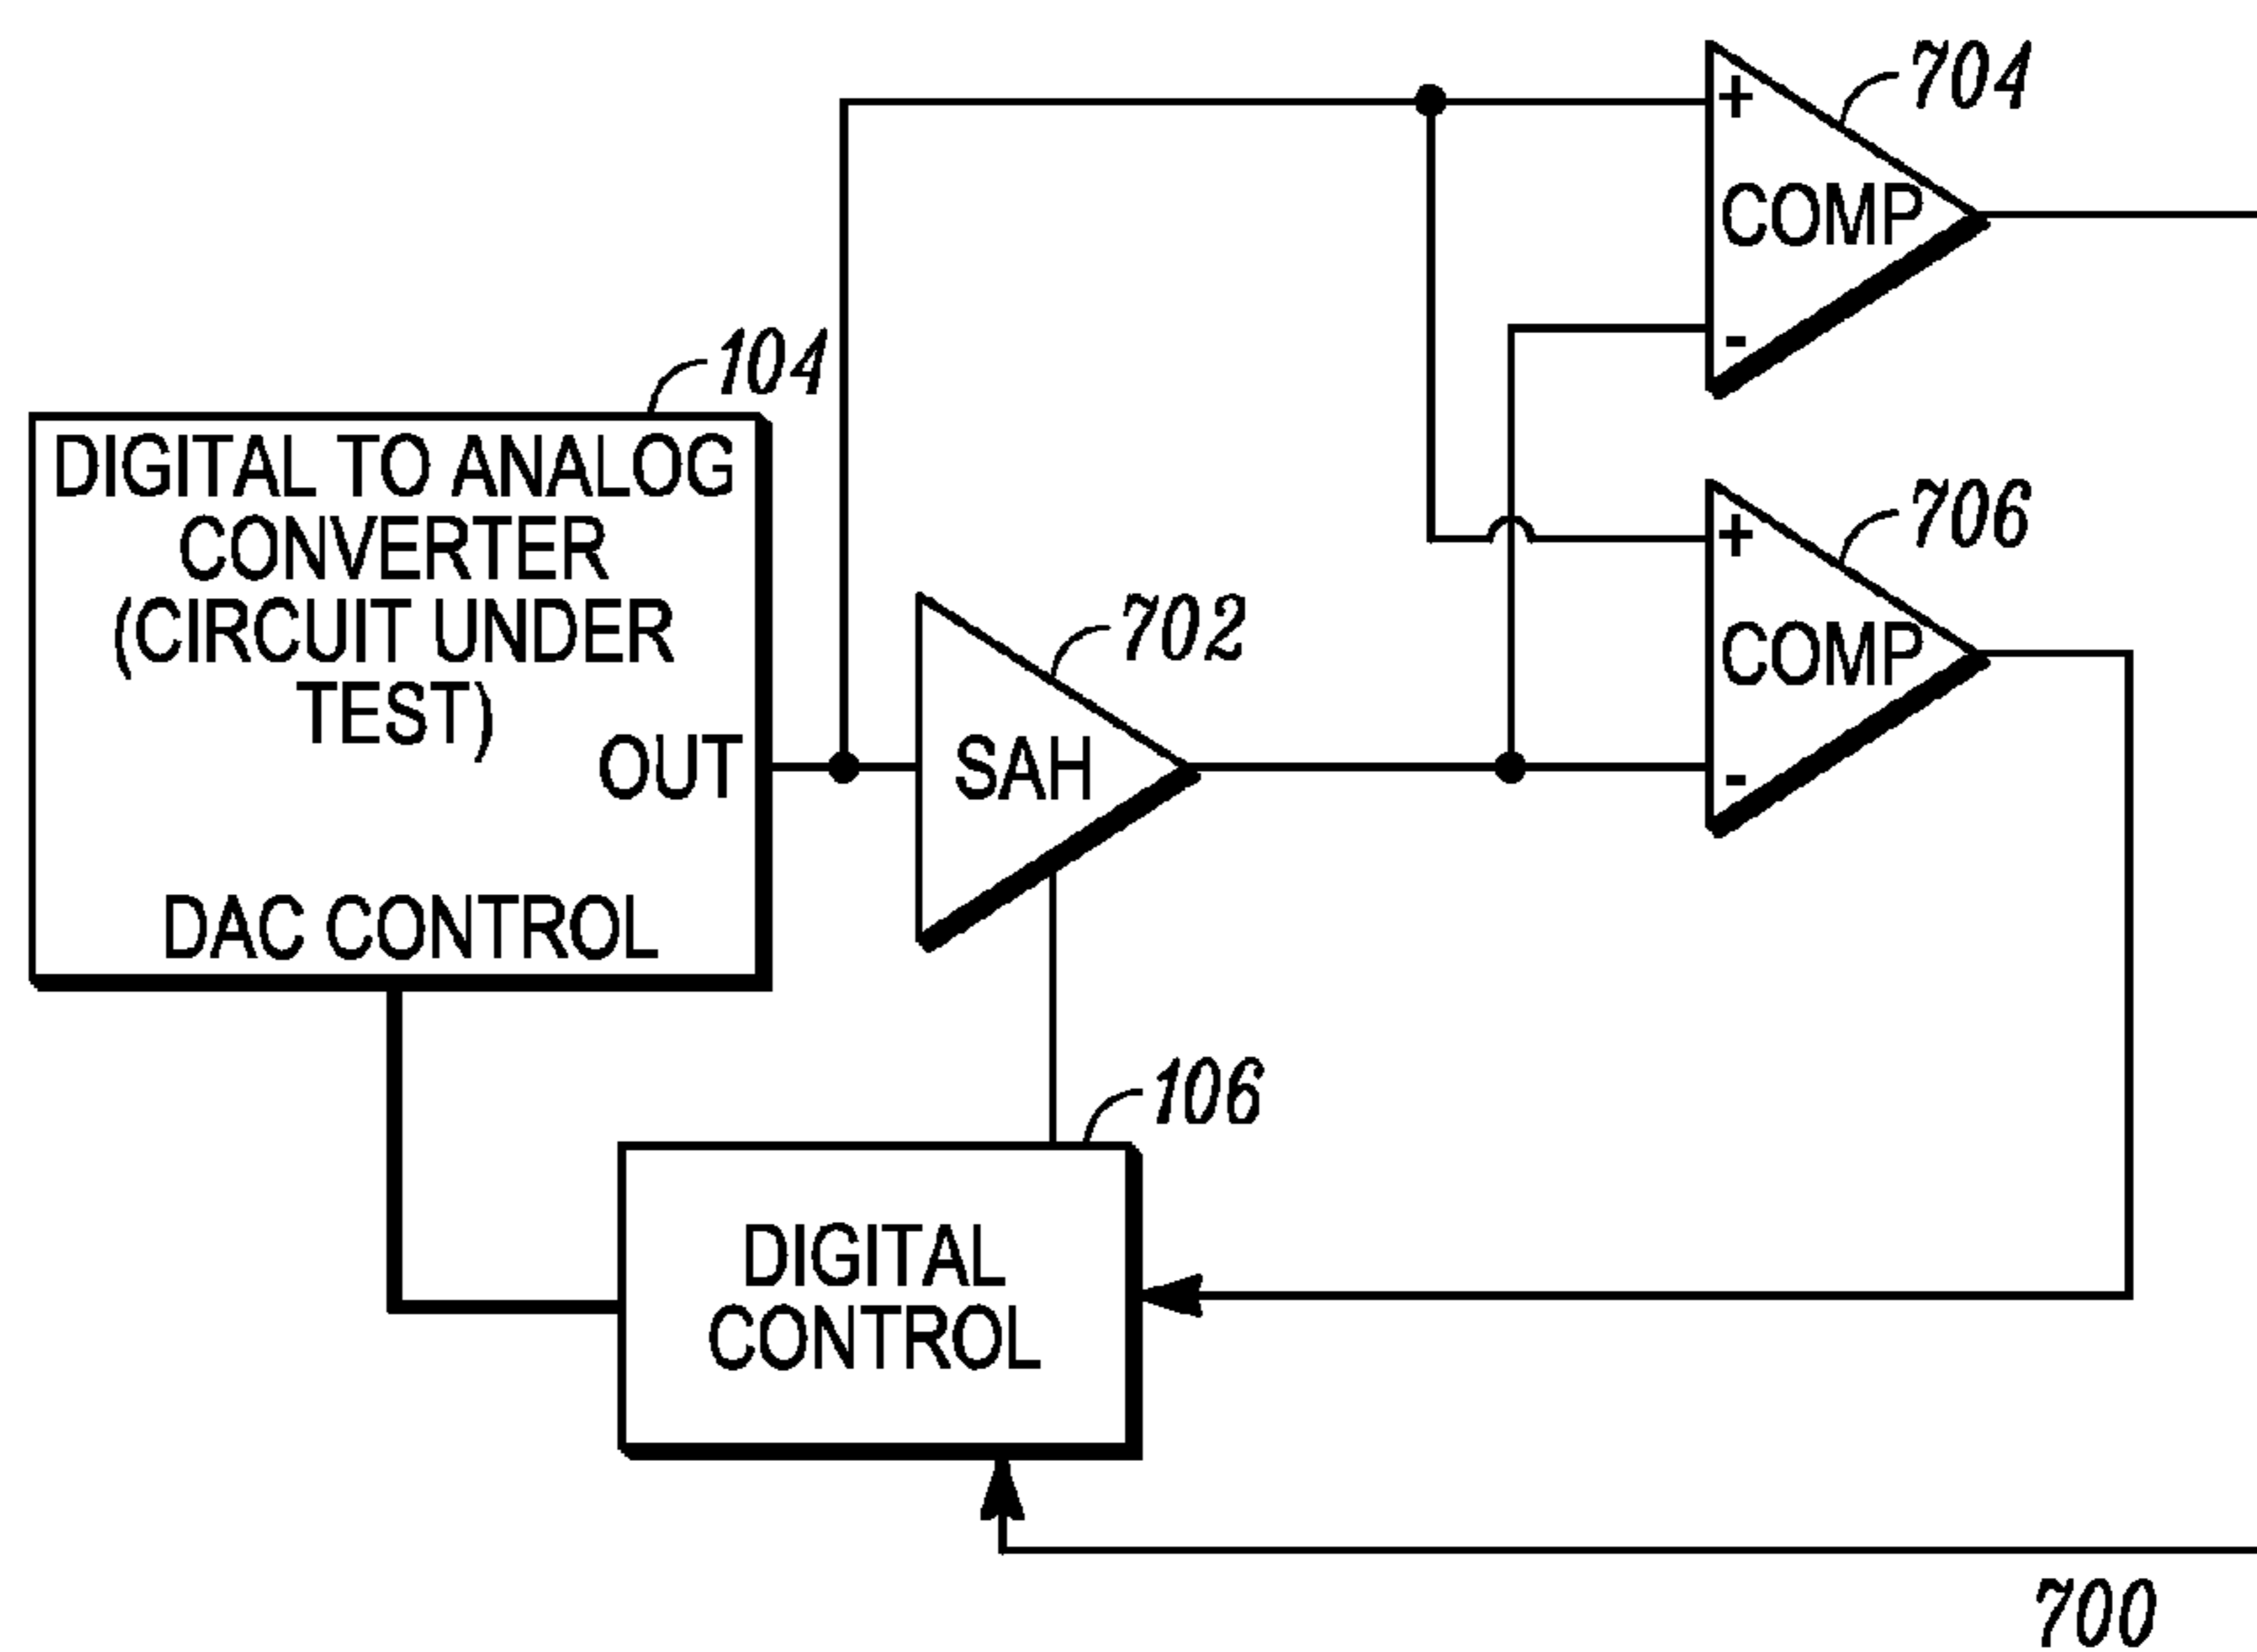 704
+
COMP
-
104
DIGITAL TO ANALOG
CONVERTER
(CIRCUIT UNDER
TEST)
OUT
DAC CONTROL
702
SAH
706
+
COMP
-
106
DIGITAL
CONTROL
700